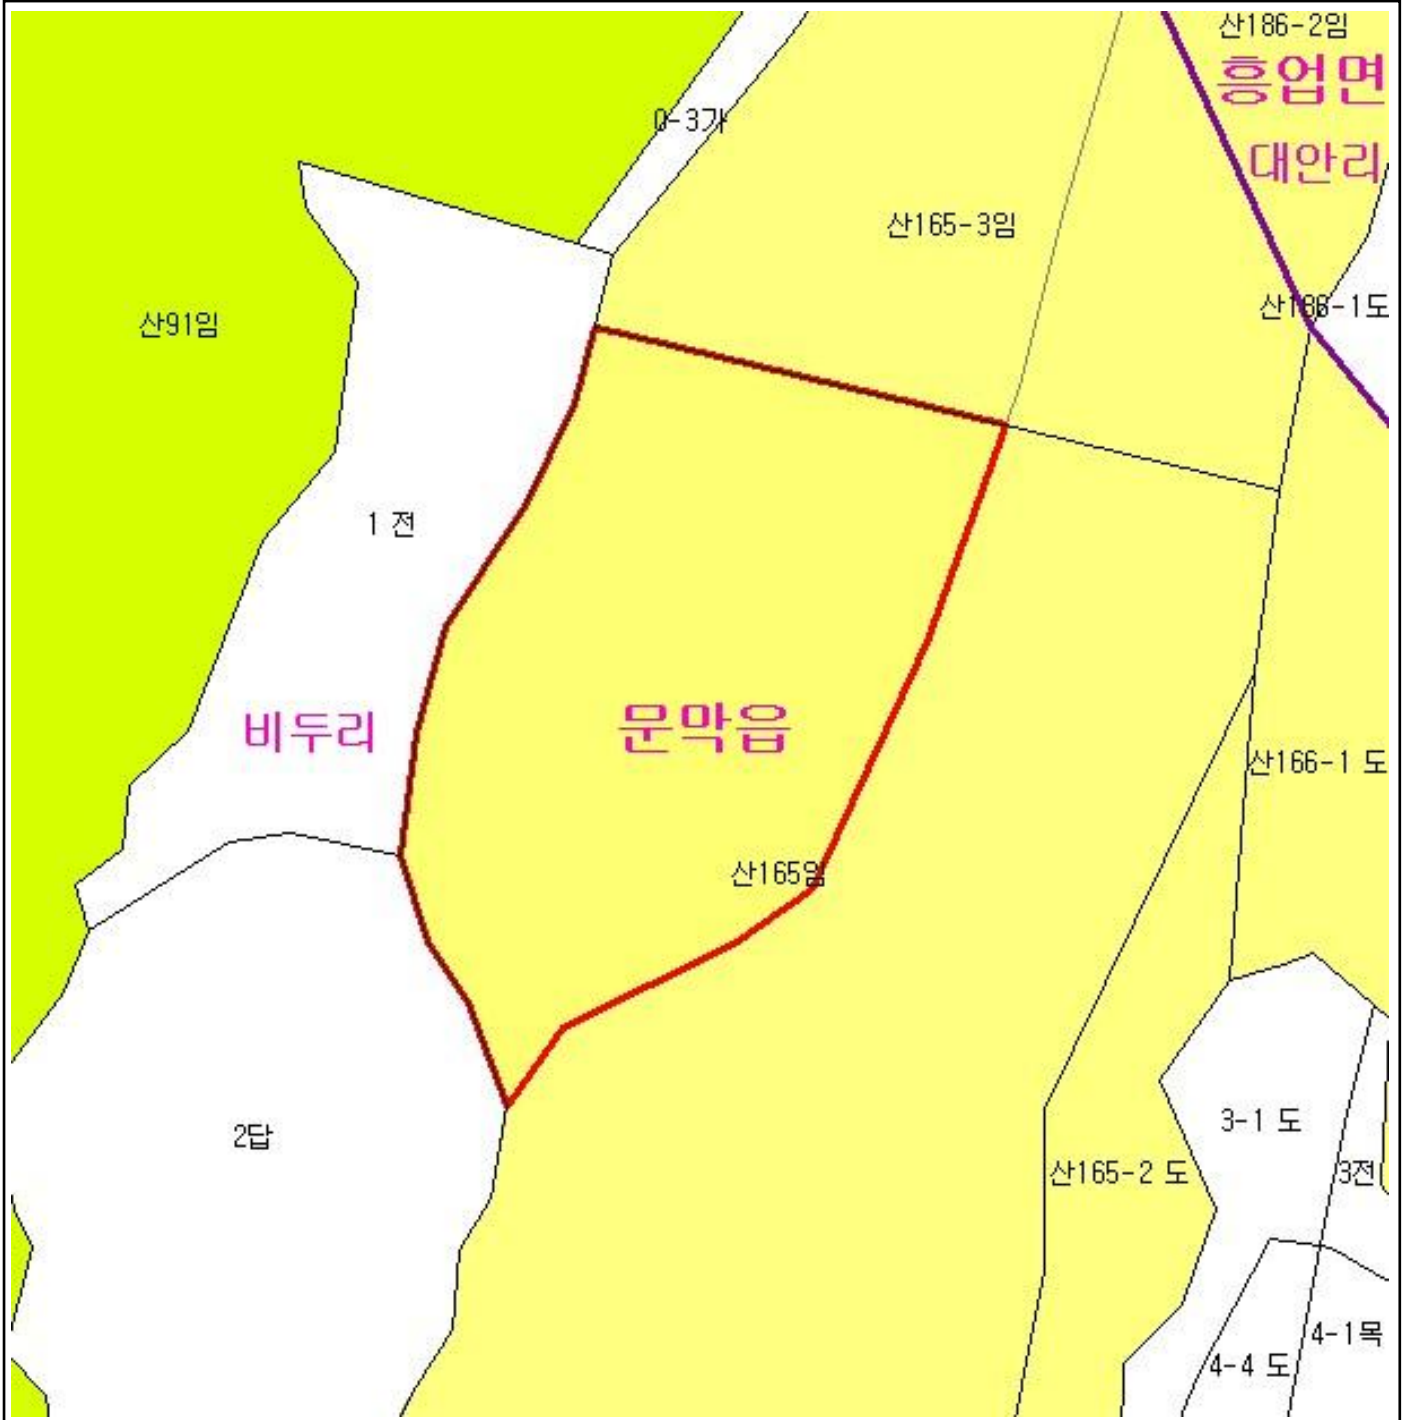 산186-2임
흥업면
0-3가
대안리
산165-3임
산186-1도
산91임
1 전
비두리
문막읍
산166-1 도
산165임
3-1 도
2답
산165-2 도
3전
4-1목
4-4 도